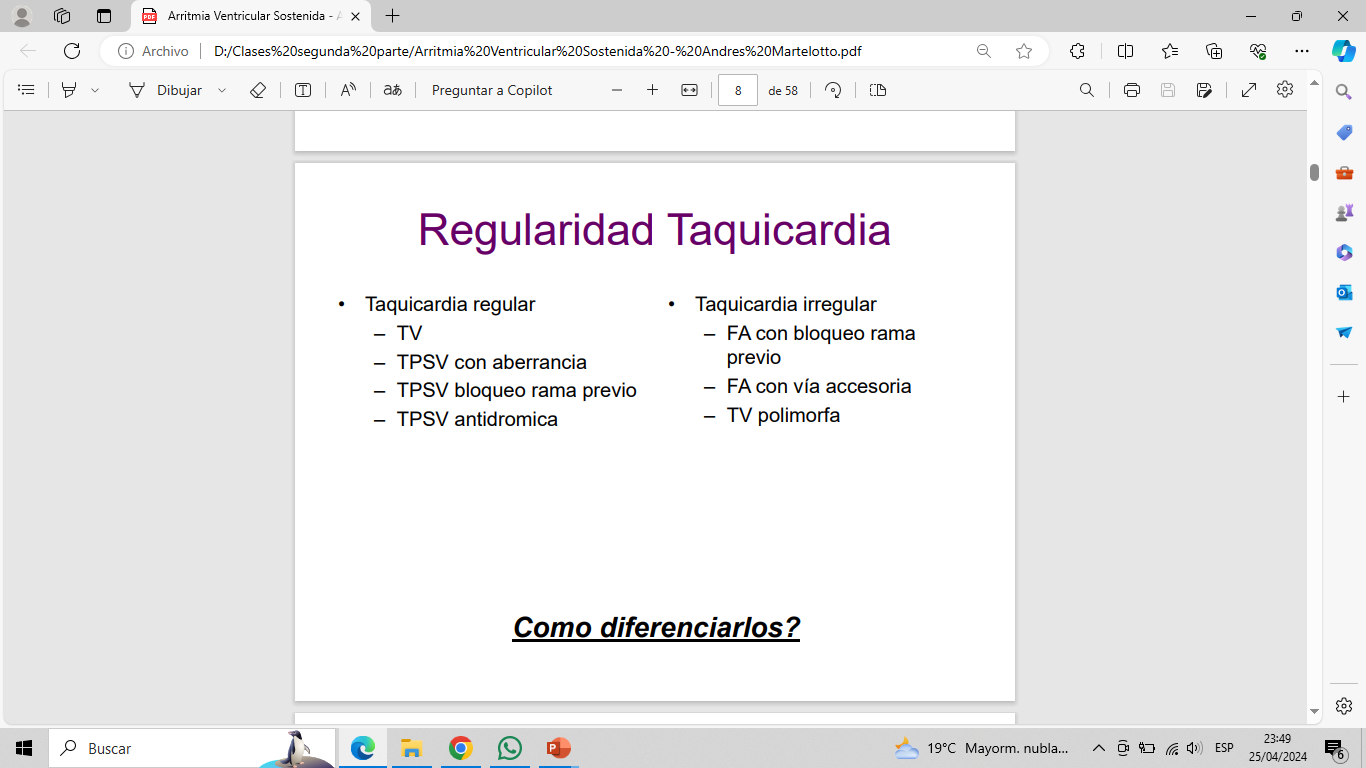 Arritmia Ventricular Sostenida - A
Archivo
D:/Clases%20segunda%20parte/Arritmia%20Ventricular%20Sostenida%20-%20Andres%20Martelotto.pdf
Dibujar
Preguntar a Copilot
8
de 58
Regularidad Taquicardia
• Taquicardia regular
– TV
– TPSV con aberrancia
– TPSV bloqueo rama previo
– TPSV antidromica
• Taquicardia irregular
– FA con bloqueo rama
previo
– FA con vía accesoria
– TV polimorfa
Como diferenciarlos?
Buscar
19°C Mayorm. nubla...
ESP
23:49
25/04/2024
6